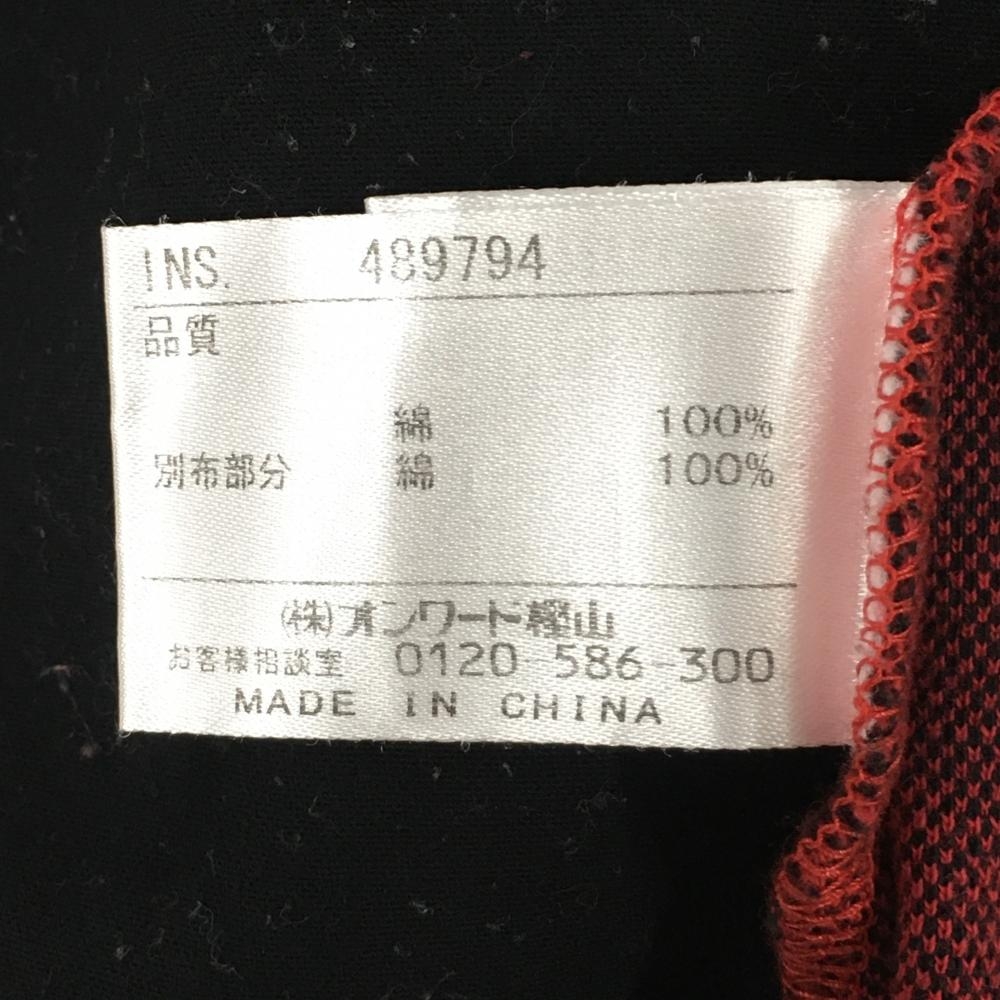 INS. 489794
品質
綿 100%
別布部分 綿 100%
(株)オンワード樫山
お客様相談室 0120-586-300
MADE IN CHINA